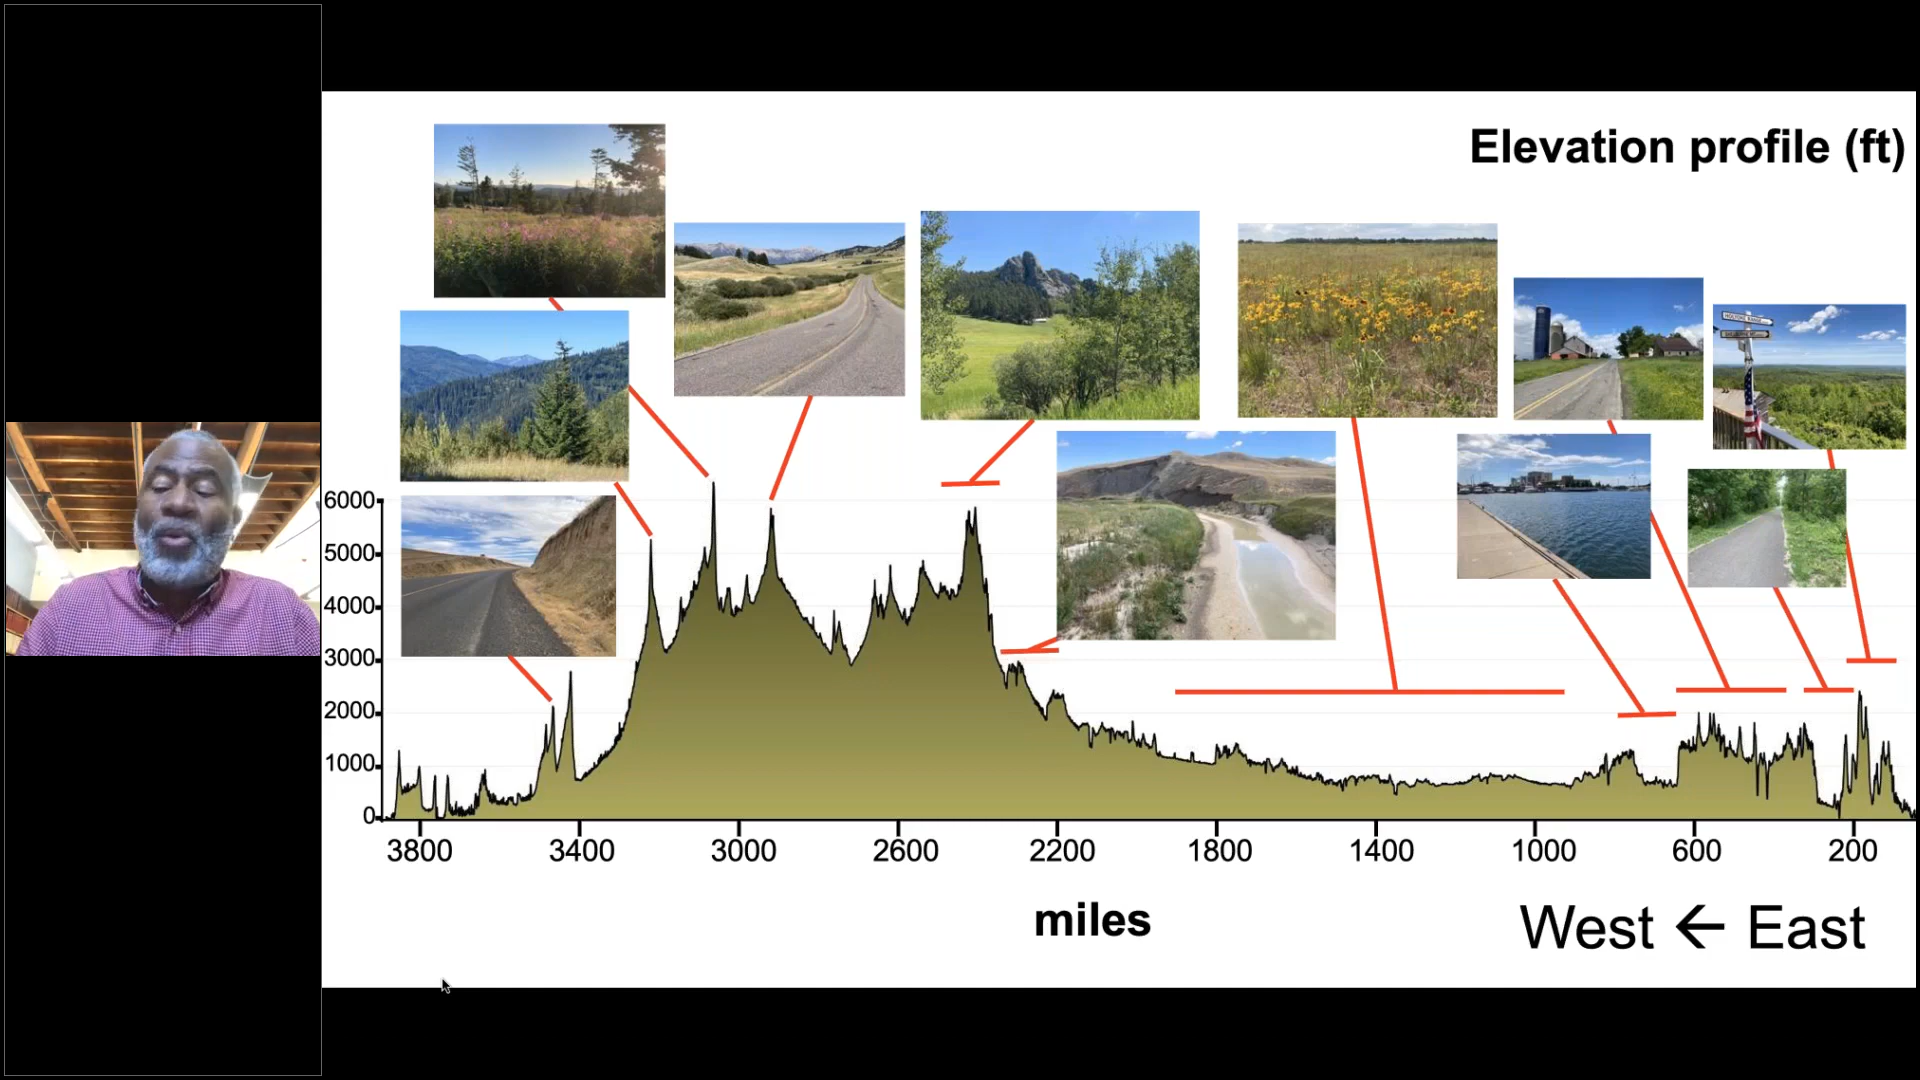 Elevation profile (ft)
6000
5000
4000
3000
2000
1000
0
3800 3400 3000 2600 2200 1800 1400 1000 600 200
miles
West ← East